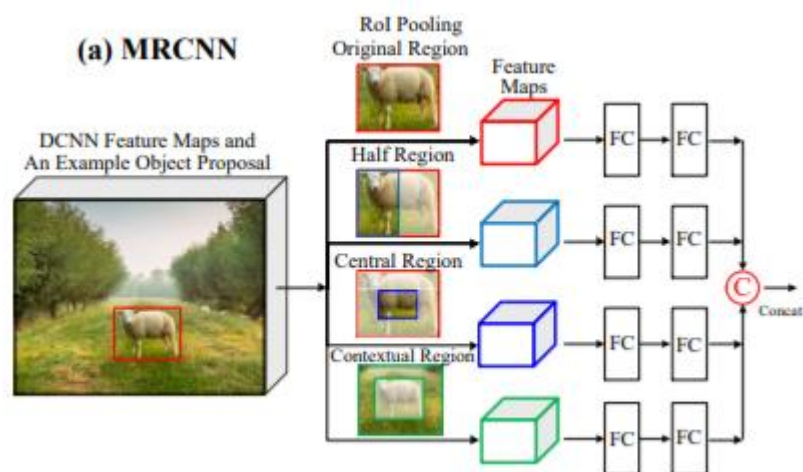 (a) MRCNN
RoI Pooling
Original Region
Feature
Maps
DCNN Feature Maps and
An Example Object Proposal
Half Region
Central Region
Contextual Region
FC
FC
FC
FC
FC
FC
FC
FC
C
Concat